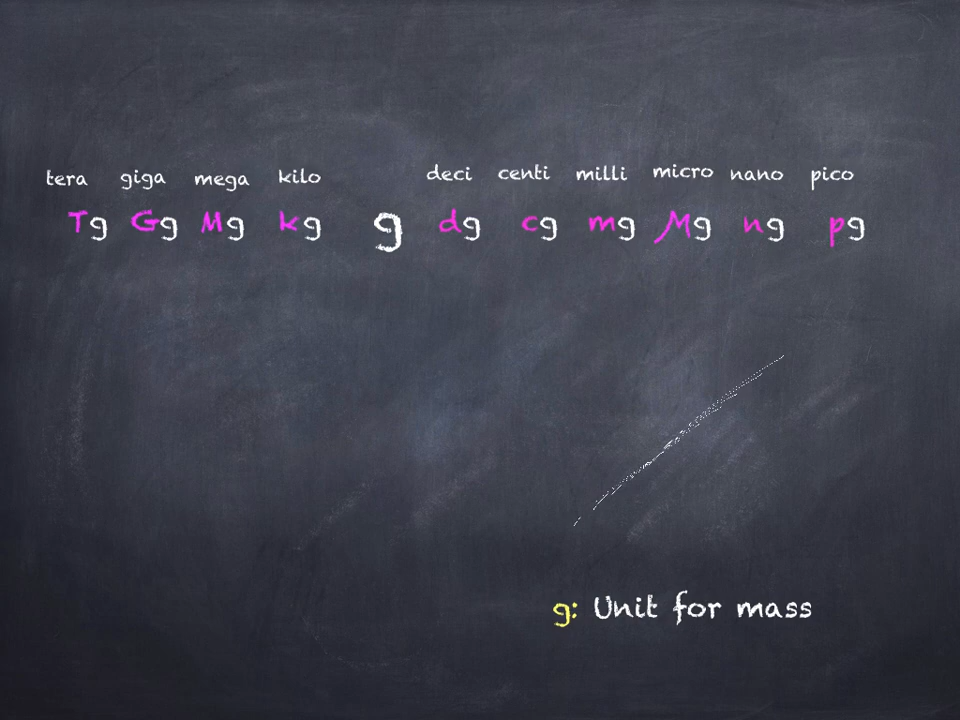 tera giga mega kilo deci centi milli micro nano pico
Tg Gg Mg kg g dg cg mg Mg ng pg
g: Unit for mass